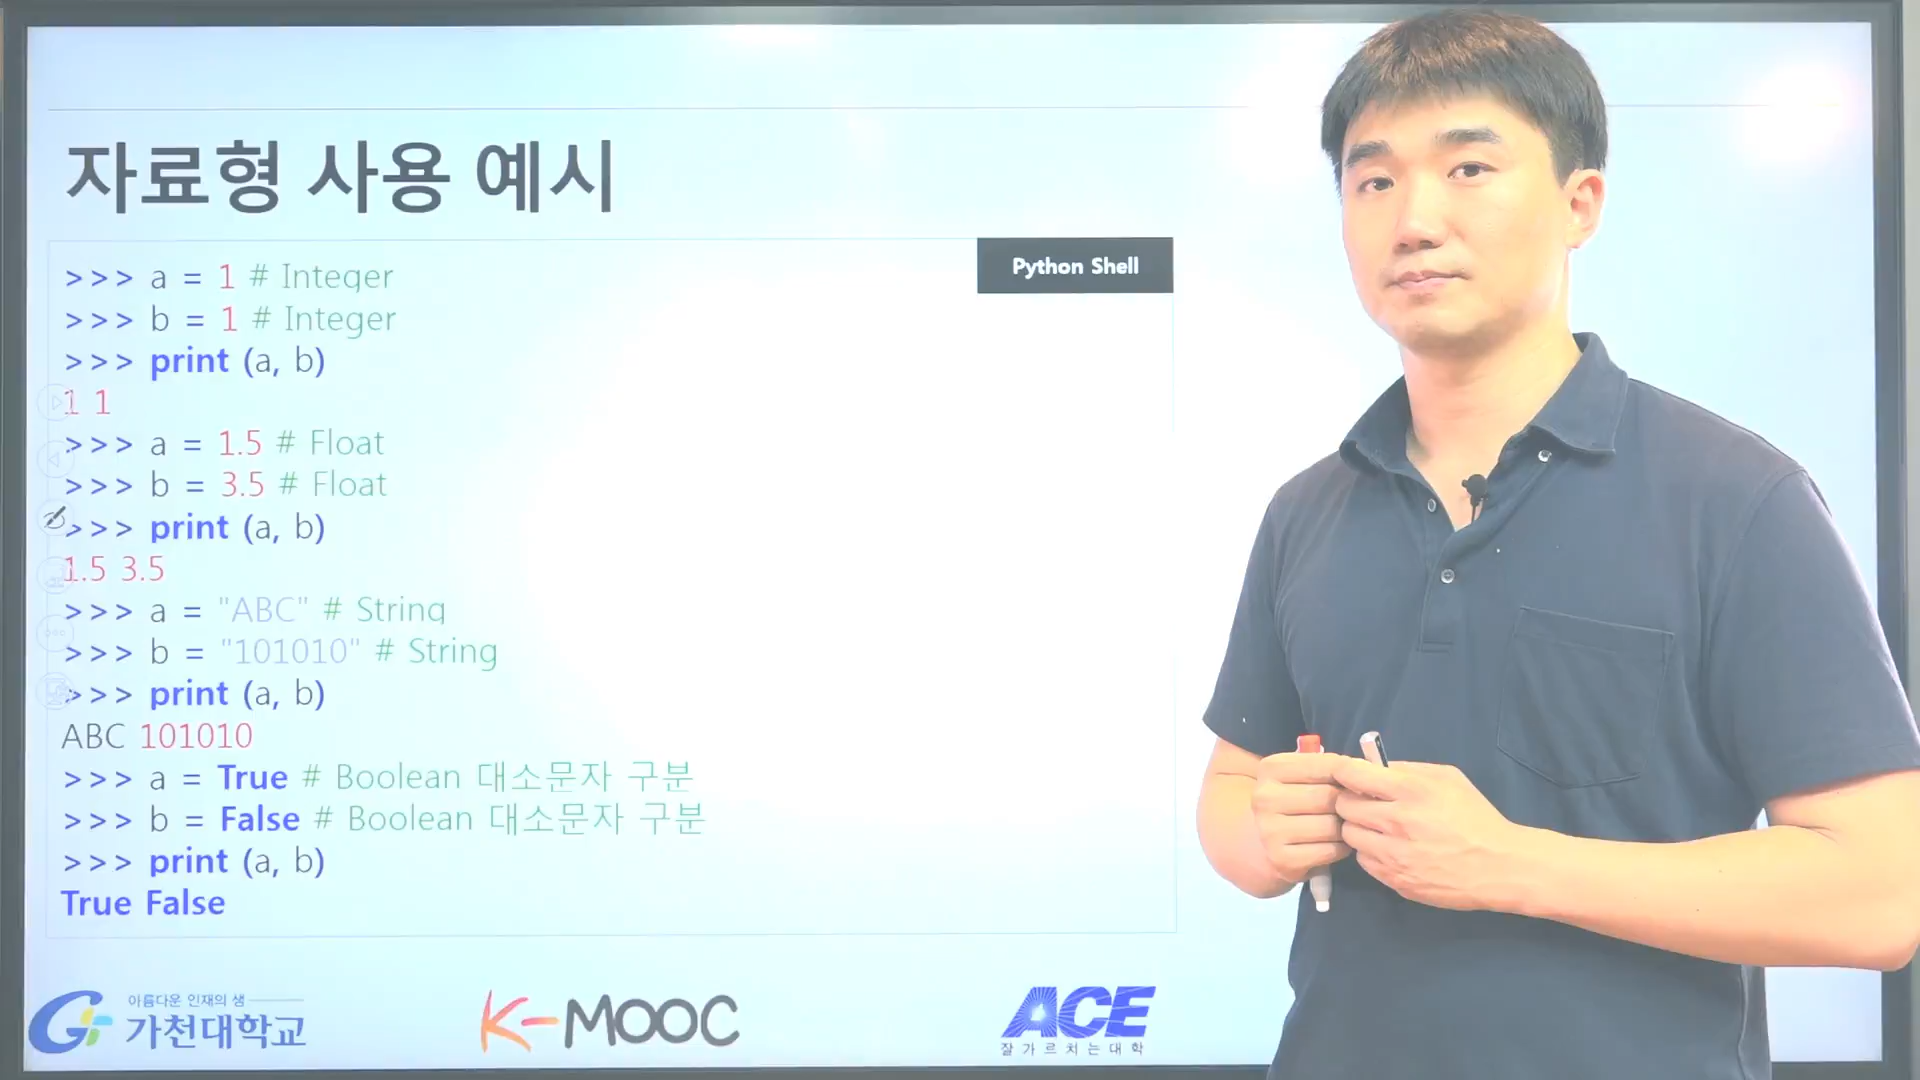 자료형 사용 예시
Python Shell
>>> a = 1 # Integer
>>> b = 1 # Integer
>>> print (a, b)
1 1
>>> a = 1.5 # Float
>>> b = 3.5 # Float
>>> print (a, b)
1.5 3.5
>>> a = "ABC" # String
>>> b = "101010" # String
>>> print (a, b)
ABC 101010
>>> a = True # Boolean 대소문자 구분
>>> b = False # Boolean 대소문자 구분
>>> print (a, b)
True False
아름다운 인재의 샘
가천대학교
K-MOOC
ACE
잘 가 르 치 는 대 학